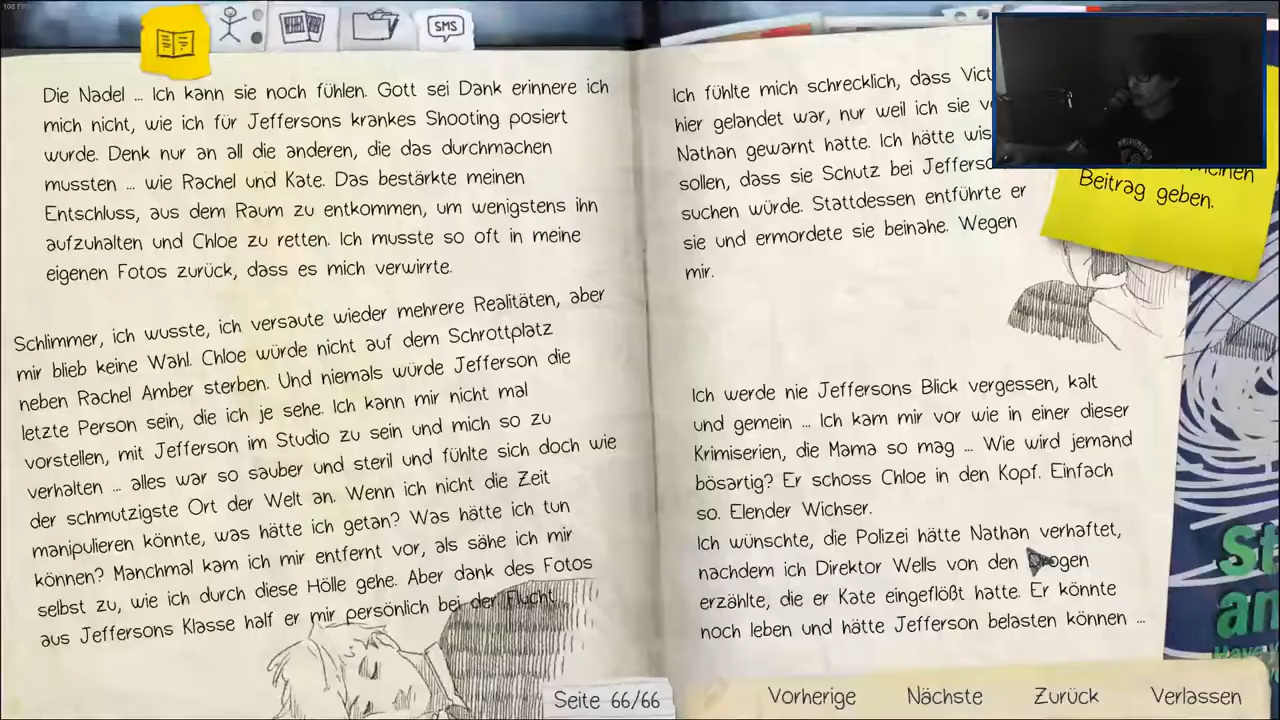 SMS
Die Nadel ... Ich kann sie noch fühlen. Gott sei Dank erinnere ich
mich nicht, wie ich für Jeffersons krankes Shooting posiert
wurde. Denk nur an all die anderen, die das durchmachen
mussten ... wie Rachel und Kate. Das bestärkte meinen
Entschluss, aus dem Raum zu entkommen, um wenigstens ihn
aufzuhalten und Chloe zu retten. Ich musste so oft in meine
eigenen Fotos zurück, dass es mich verwirrte.
Schlimmer, ich wusste, ich versaute wieder mehrere Realitäten, aber
mir blieb keine Wahl. Chloe würde nicht auf dem Schrottplatz
neben Rachel Amber sterben. Und niemals würde Jefferson die
letzte Person sein, die ich je sehe. Ich kann mir nicht mal
vorstellen, mit Jefferson im Studio zu sein und mich so zu
verhalten ... alles war so sauber und steril und fühlte sich doch wie
der schmutzigste Ort der Welt an. Wenn ich nicht die Zeit
manipulieren könnte, was hätte ich getan? Was hätte ich tun
können? Manchmal kam ich mir entfernt vor, als sähe ich mir
selbst zu, wie ich durch diese Hölle gehe. Aber dank des Fotos
aus Jeffersons Klasse half er mir persönlich bei der Flucht.
Ich fühlte mich schrecklich, dass Vict
hier gelandet war, nur weil ich sie v
Nathan gewarnt hatte. Ich hätte wis
sollen, dass sie Schutz bei Jefferso
suchen würde. Stattdessen entführte er
sie und ermordete sie beinahe. Wegen
mir.
Ich werde nie Jeffersons Blick vergessen, kalt
und gemein ... Ich kam mir vor wie in einer dieser
Krimiserien, die Mama so mag ... Wie wird jemand
bösartig? Er schoss Chloe in den Kopf. Einfach
so. Elender Wichser.
Ich wünschte, die Polizei hätte Nathan verhaftet,
nachdem ich Direktor Wells von den Drogen
erzählte, die er Kate eingeflößt hatte. Er könnte
noch leben und hätte Jefferson belasten können ...
meinen
Beitrag geben.
Seite 66/66
Vorherige Nächste Zurück Verlassen